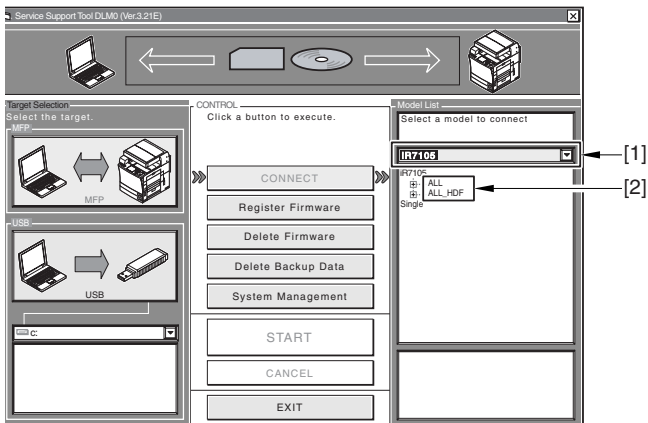 Service Support Tool DLM0 (Ver.3.21E)
Target Selection
Select the target.
MFP
MFP
USB
USB
c:
CONTROL
Click a button to execute.
CONNECT
Register Firmware
Delete Firmware
Delete Backup Data
System Management
START
CANCEL
EXIT
Model List
Select a model to connect
IR7105
iR7105
ALL
ALL_HDF
Single
[1]
[2]